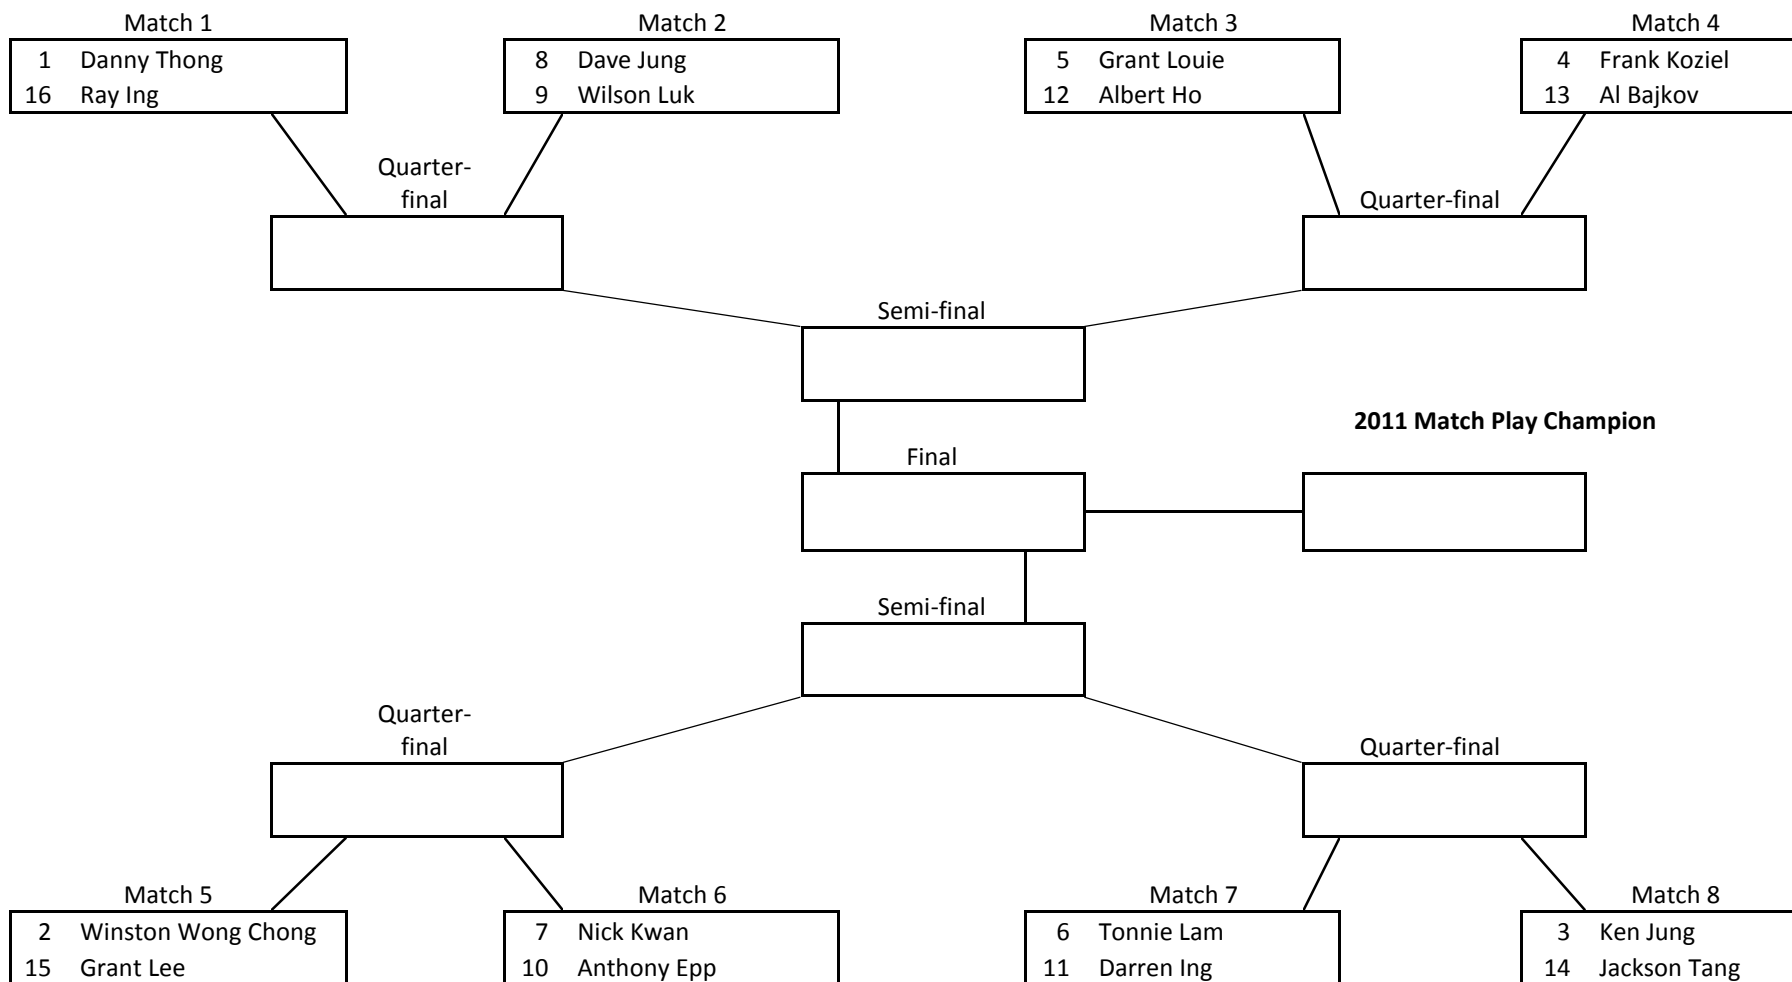 Match 1
Match 2
Match 3
Match 4
1 Danny Thong
8 Dave Jung
5 Grant Louie
4 Frank Koziel
16 Ray Ing
9 Wilson Luk
12 Albert Ho
13 Al Bajkov
Quarter-
final
Quarter-final
Semi-final
2011 Match Play Champion
Final
Semi-final
Quarter-
final
Quarter-final
Match 5
Match 6
Match 7
Match 8
2 Winston Wong Chong
7 Nick Kwan
6 Tonnie Lam
3 Ken Jung
15 Grant Lee
10 Anthony Epp
11 Darren Ing
14 Jackson Tang